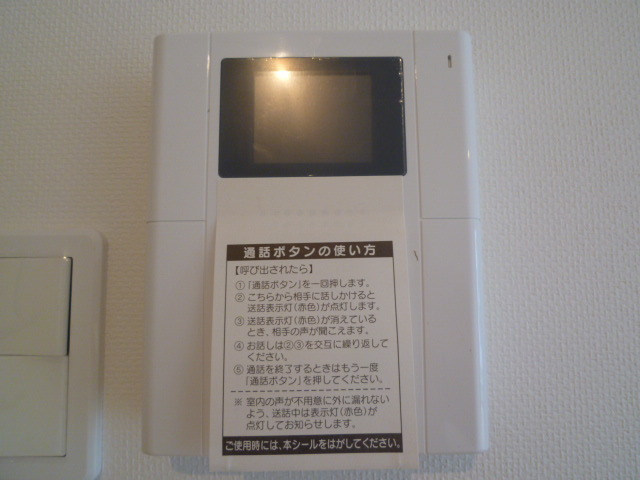 通話ボタンの使い方
【呼び出されたら】
①「通話ボタン」を一回押します。
②こちらから相手に話しかけると
送話表示灯(赤色)が点灯します。
③送話表示灯(赤色)が消えている
とき、相手の声が聞こえます。
④お話しは②③を交互に繰り返して
ください。
⑤通話を終了するときはもう一度
「通話ボタン」を押してください。
※室内の声が不用意に外に漏れない
よう、送話中は表示灯(赤色)が
点灯してお知らせします。
ご使用時には、本シールをはがしてください。